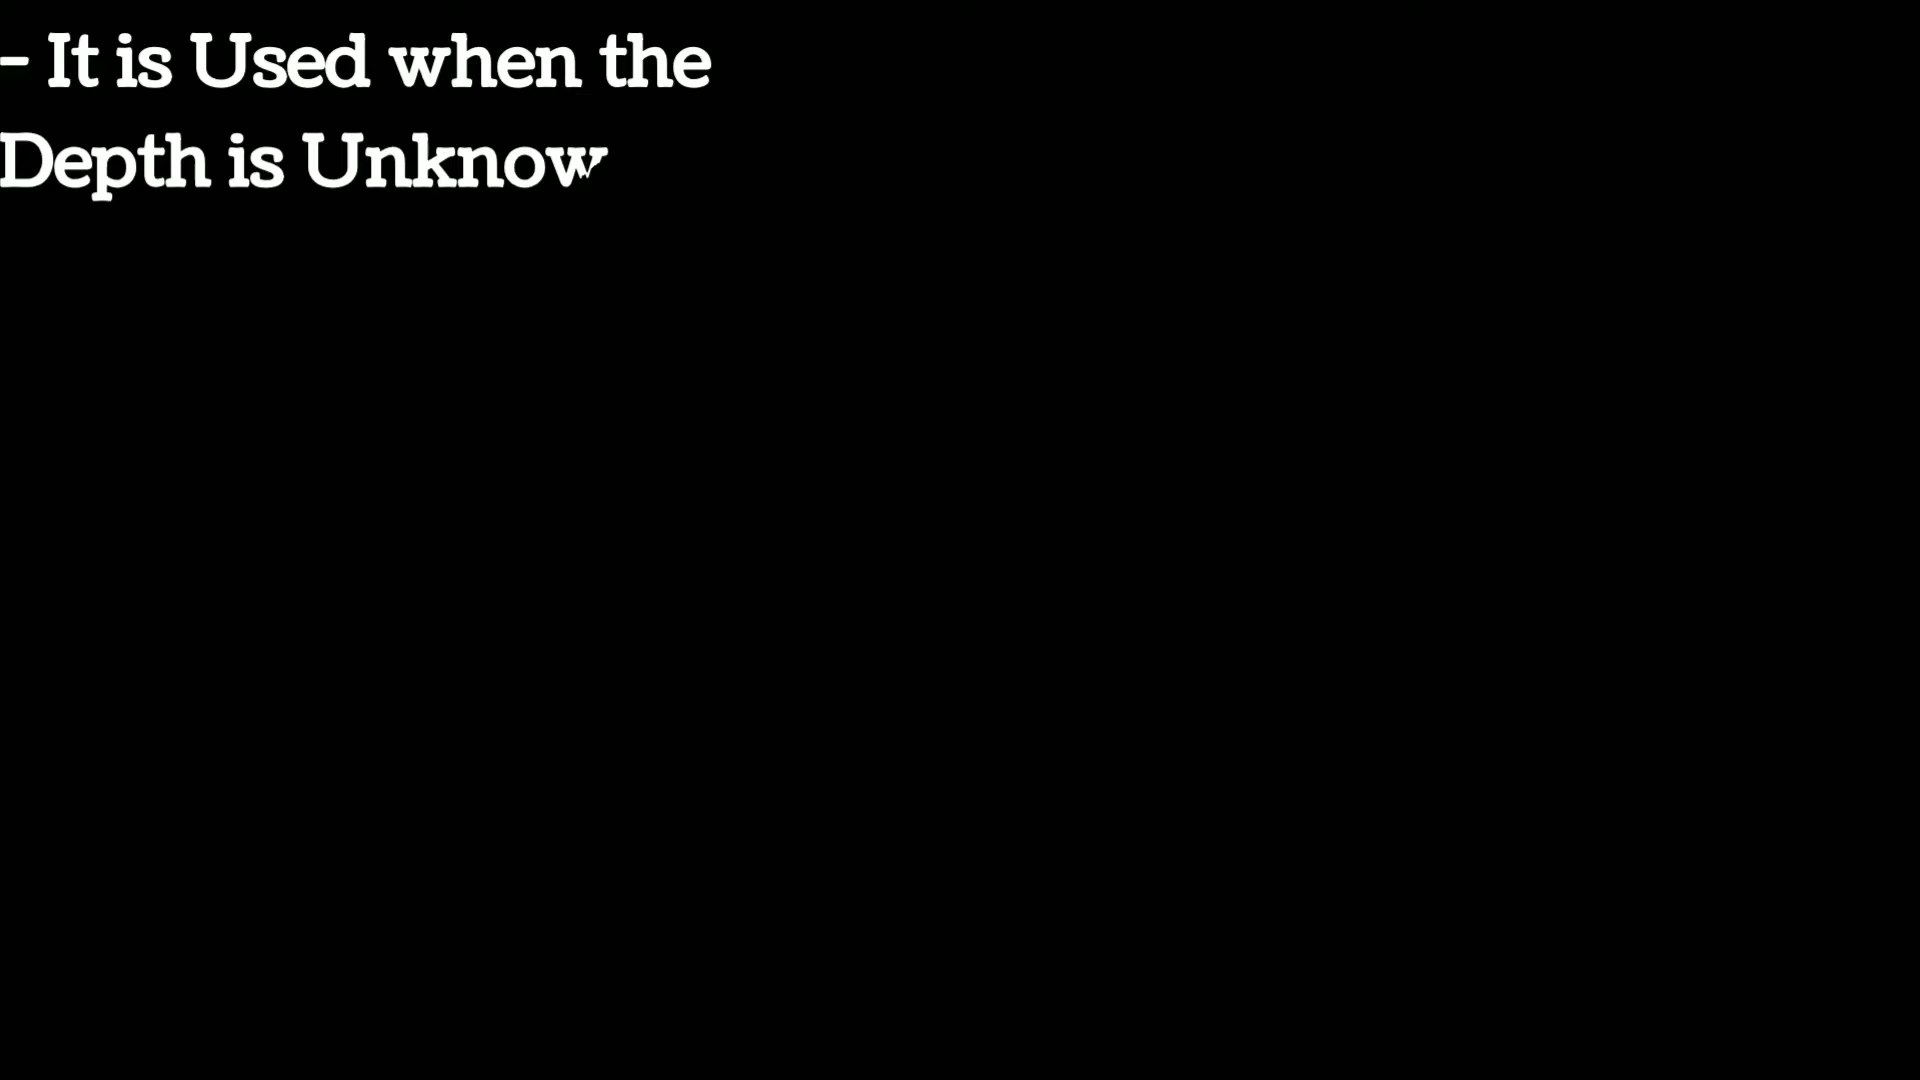 - It is Used when the
Depth is Unknow